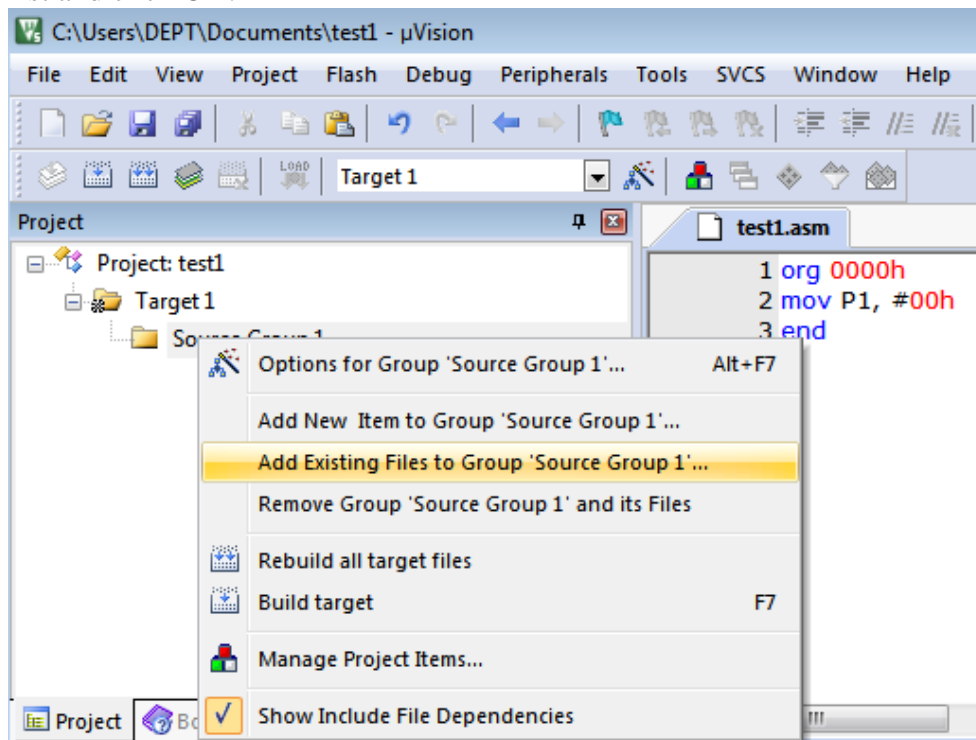 C:\Users\DEPT\Documents\test1 - µVision
File Edit View Project Flash Debug Peripherals Tools SVCS Window Help
LOAD Target 1
Project
test1.asm
Project: test1
Target 1
Source Group 1
1 org 0000h
2 mov P1, #00h
3 end
Options for Group 'Source Group 1'... Alt+F7
Add New Item to Group 'Source Group 1'...
Add Existing Files to Group 'Source Group 1'...
Remove Group 'Source Group 1' and its Files
Rebuild all target files
Build target F7
Manage Project Items...
Show Include File Dependencies
Project